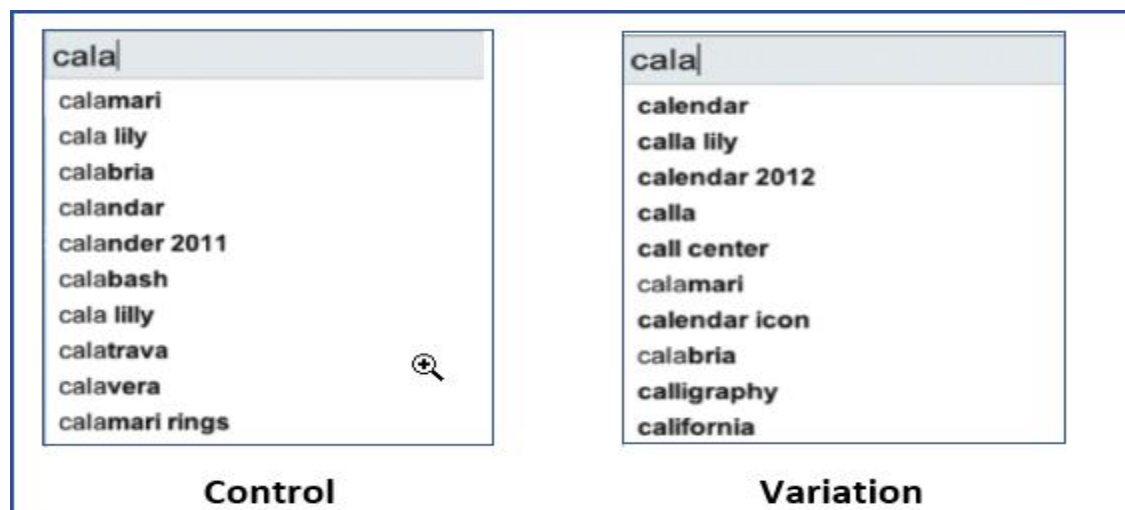 cala
calamari
cala lily
calabria
calandar
calander 2011
calabash
cala lilly
calatrava
calavera
calamari rings
Control
cala
calendar
calla lily
calendar 2012
calla
call center
calamari
calendar icon
calabria
calligraphy
california
Variation